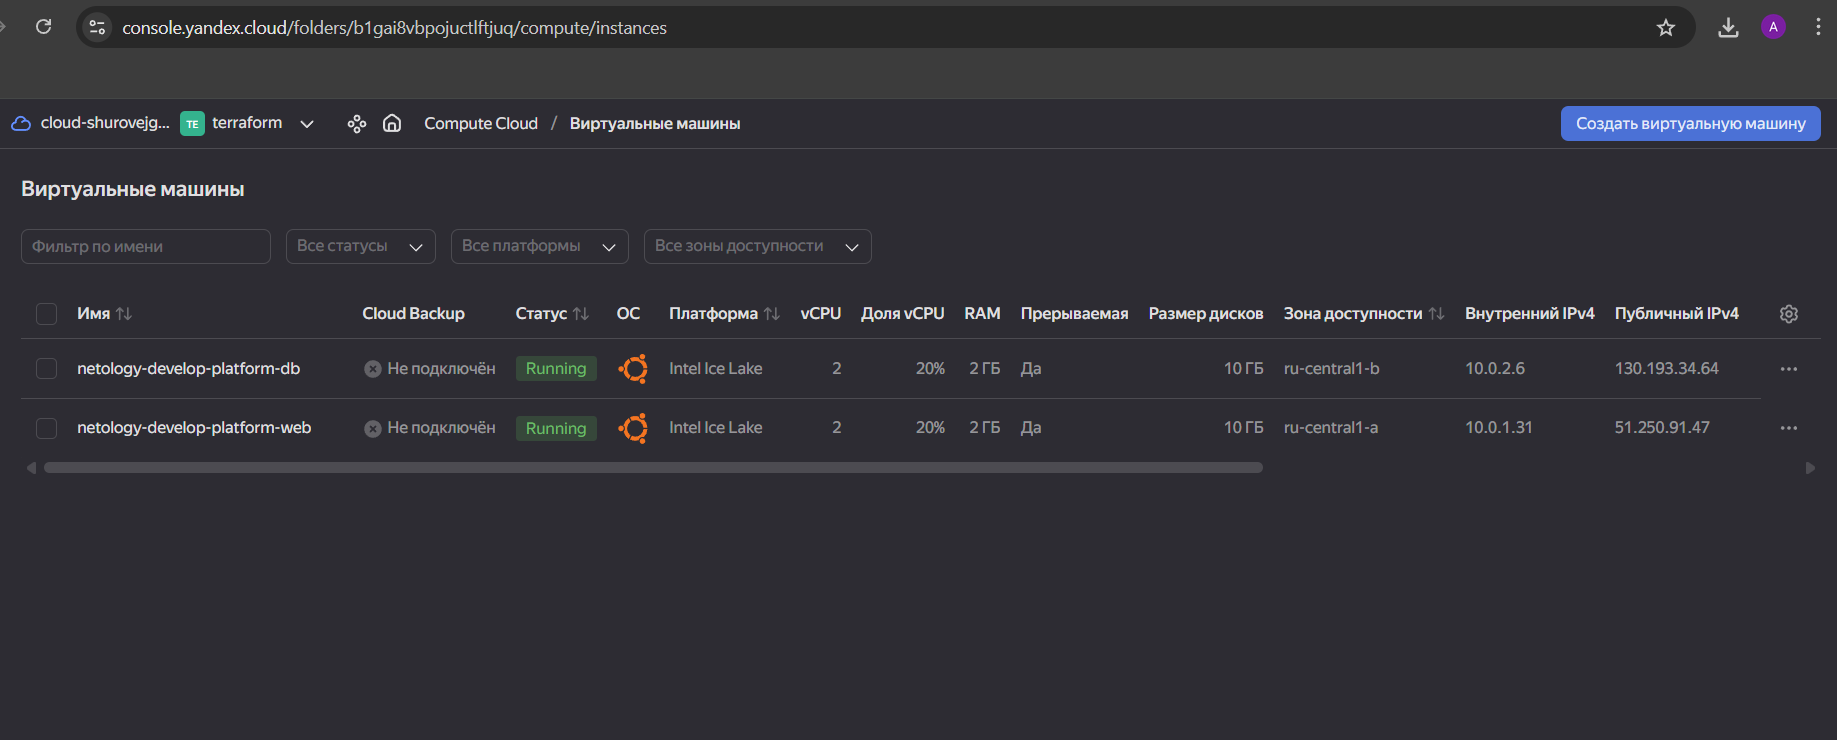 console.yandex.cloud/folders/b1gai8vbpojuctlftjuq/compute/instances
A
cloud-shurovejg... TE terraform Compute Cloud / Виртуальные машины Создать виртуальную машину
Виртуальные машины
Фильтр по имени Все статусы Все платформы Все зоны доступности
Имя Cloud Backup Статус ОС Платформа vCPU Доля vCPU RAM Прерываемая Размер дисков Зона доступности Внутренний IPv4 Публичный IPv4
netology-develop-platform-db Не подключён Running Intel Ice Lake 2 20% 2 ГБ Да 10 ГБ ru-central1-b 10.0.2.6 130.193.34.64
netology-develop-platform-web Не подключён Running Intel Ice Lake 2 20% 2 ГБ Да 10 ГБ ru-central1-a 10.0.1.31 51.250.91.47